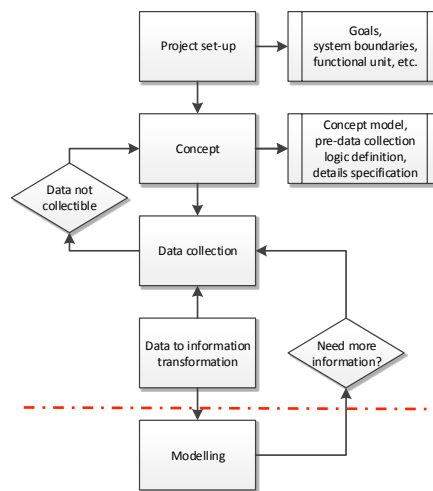 Project set-up
Goals,
system boundaries,
functional unit, etc.
Concept
Concept model,
pre-data collection
logic definition,
details specification
Data not
collectible
Data collection
Data to information
transformation
Need more
information?
Modelling